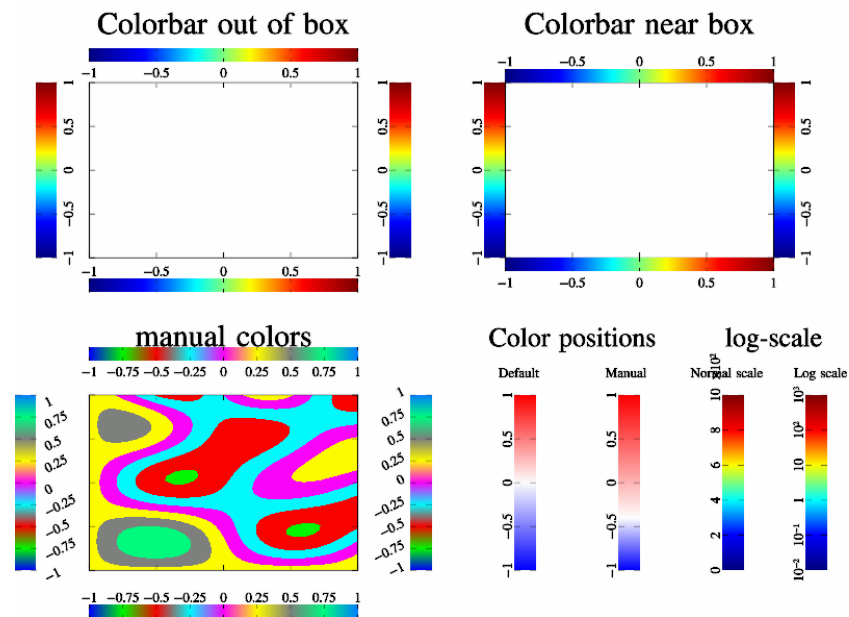 Colorbar out of box
Colorbar near box
−1 −0.5 0 0.5 1
−1 −0.5 0 0.5 1
−1 −0.5 0 0.5 1
−1 −0.5 0 0.5 1
−1 −0.5 0 0.5 1
−1 −0.5 0 0.5 1
−1 −0.5 0 0.5 1
−1 −0.5 0 0.5 1
manual colors
−1 −0.75 −0.5 −0.25 0 0.25 0.5 0.75 1
1 0.75 0.5 0.25 0 −0.25 −0.5 −0.75 −1
1 0.75 0.5 0.25 0 −0.25 −0.5 −0.75 −1
−1 −0.75 −0.5 −0.25 0 0.25 0.5 0.75 1
Color positions
log-scale
Default
Manual
Normal scale
Log scale
−1 −0.5 0 0.5 1
−1 −0.5 0 0.5 1
0 2 4 6 8 10
10⁻² 10⁻¹ 1 10 10² 10³